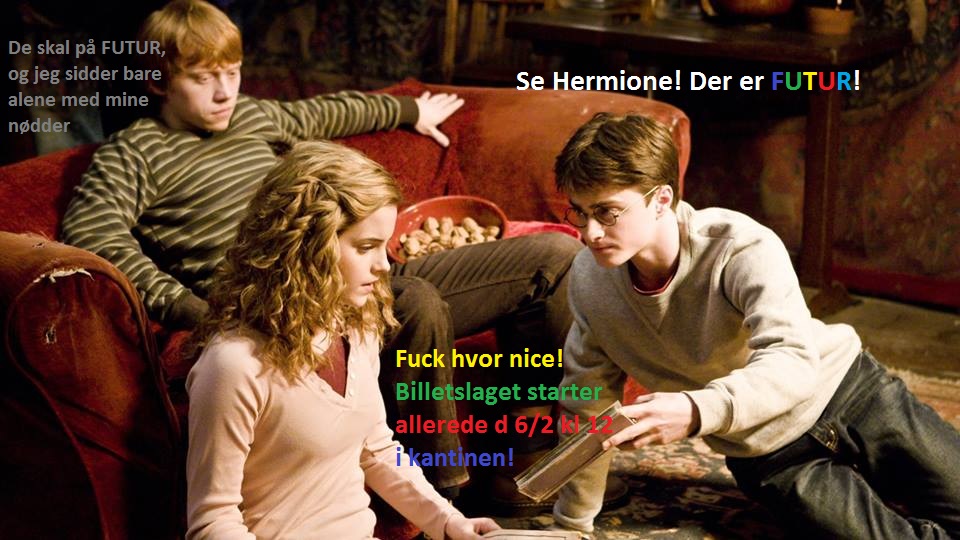 De skal på FUTUR,
og jeg sidder bare
alene med mine
nødder
Se Hermione! Der er FUTUR!
Fuck hvor nice!
Billetslaget starter
allerede d 6/2 kl 12
i kantinen!